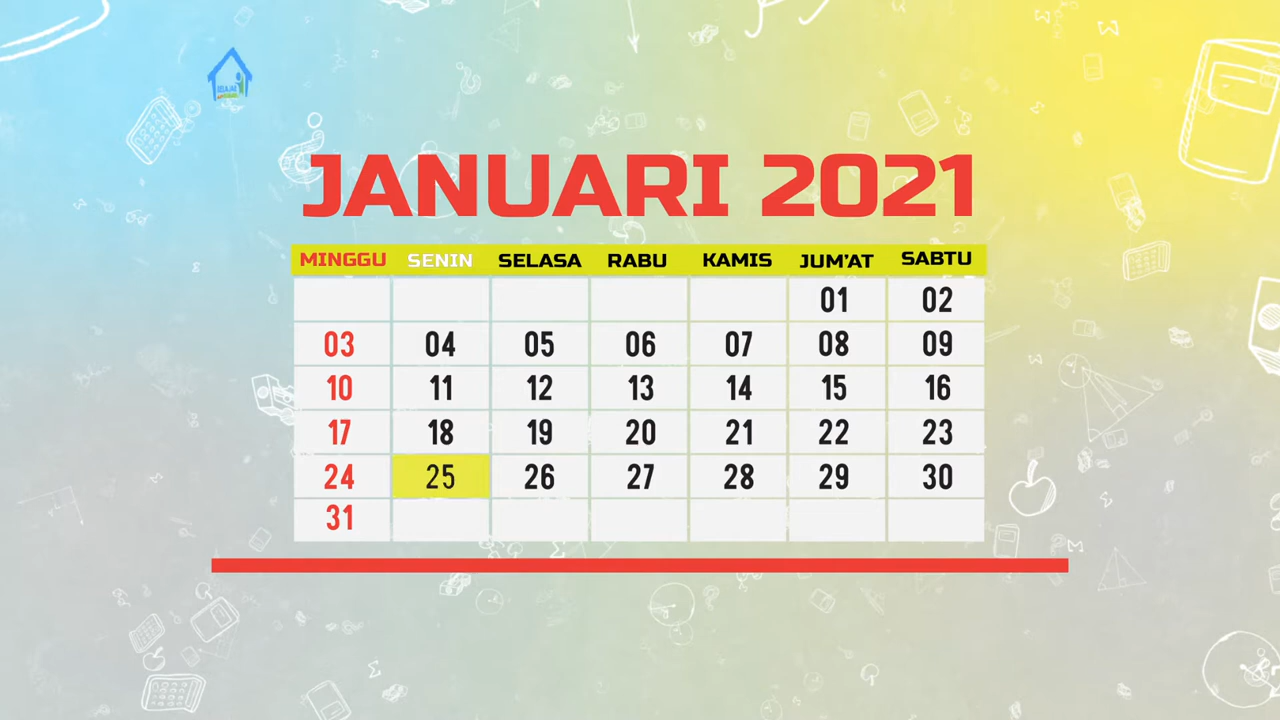 BELAJAR
JANUARI 2021
MINGGU SENIN SELASA RABU KAMIS JUM'AT SABTU
01 02
03 04 05 06 07 08 09
10 11 12 13 14 15 16
17 18 19 20 21 22 23
24 25 26 27 28 29 30
31